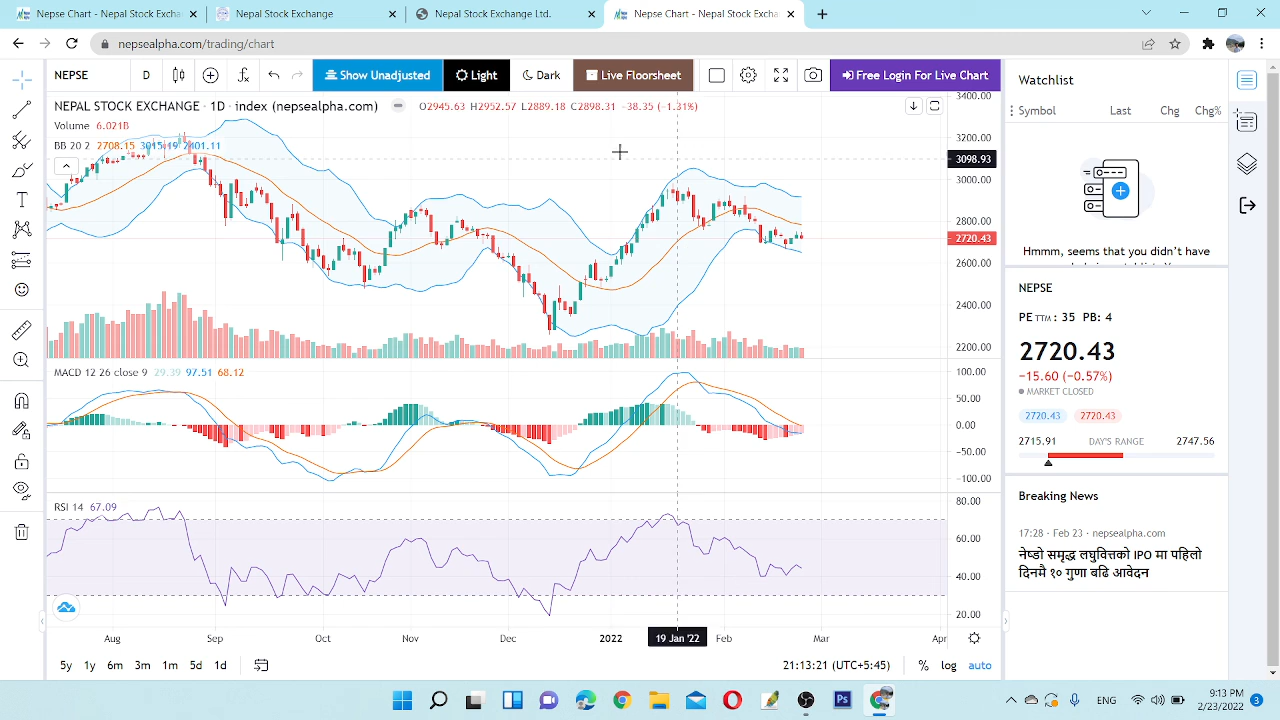 Nepal Stock Exchange
Nepal Stock Exchange
Nepal Stock Exchange Ltd.
Nepse Chart - Stock Excha
nepsealpha.com/trading/chart
NEPSE D Show Unadjusted Light Dark Live Floorsheet Free Login For Live Chart
NEPAL STOCK EXCHANGE · 1D · index (nepsealpha.com) O2945.63 H2952.57 L2889.18 C2898.31 −38.35 (−1.31%)
Volume 6.021B
BB 20 2 2708.15 3015.19 2401.11
3400.00
3200.00
3098.93
3000.00
2800.00
2720.43
2600.00
2400.00
2200.00
MACD 12 26 close 9 29.39 97.51 68.12
100.00
50.00
0.00
−50.00
−100.00
RSI 14 67.09
80.00
60.00
40.00
20.00
Aug Sep Oct Nov Dec 2022 19 Jan '22 Feb Mar Apr
5y 1y 6m 3m 1m 5d 1d 21:13:21 (UTC+5:45) % log auto
Watchlist
Symbol Last Chg Chg%
Hmmm, seems that you didn’t have
NEPSE
PE TTM : 35 PB: 4
2720.43
−15.60 (−0.57%)
MARKET CLOSED
2720.43 2720.43
2715.91 DAY'S RANGE 2747.56
Breaking News
17:28 - Feb 23 - nepsealpha.com
नेष्डो समृद्ध लघुवित्तको IPO मा पहिलो
दिनमै १० गुणा बढि आवेदन
Ps
ENG
9:13 PM
2/23/2022
3